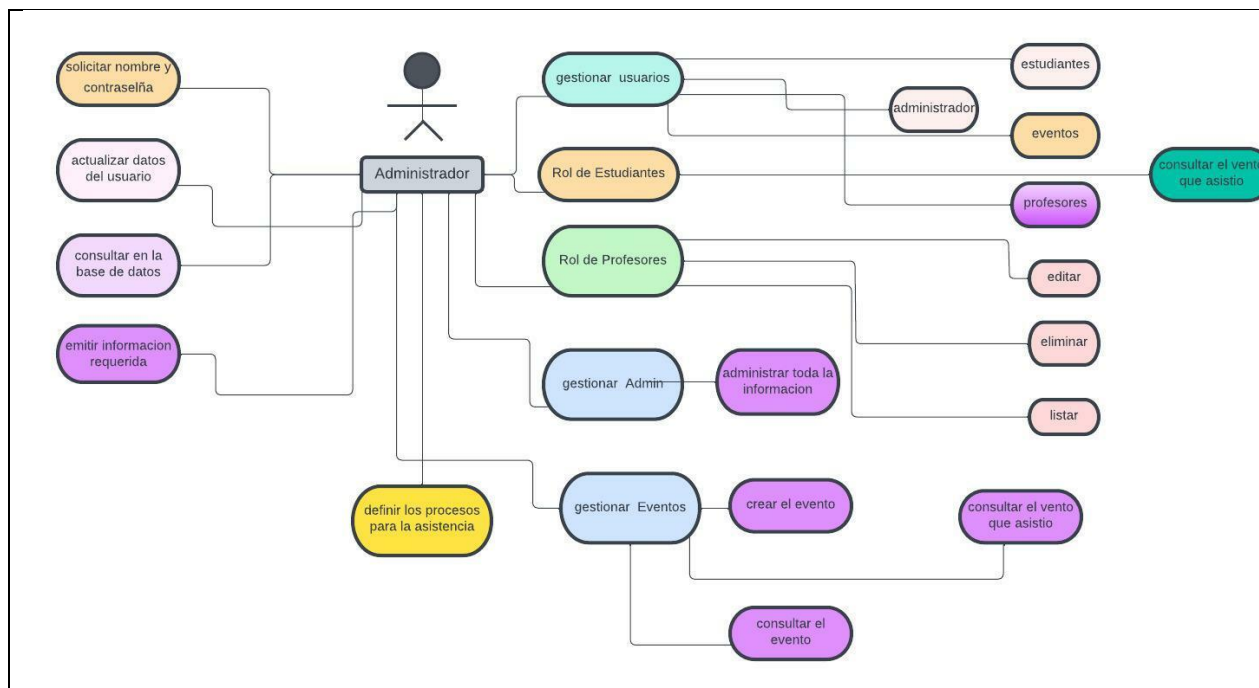 solicitar nombre y
contraselña
actualizar datos
del usuario
consultar en la
base de datos
emitir informacion
requerida
Administrador
definir los procesos
para la asistencia
gestionar usuarios
Rol de Estudiantes
Rol de Profesores
gestionar Admin
gestionar Eventos
administrar toda la
informacion
crear el evento
consultar el
evento
administrador
estudiantes
eventos
profesores
editar
eliminar
listar
consultar el vento
que asistio
consultar el vento
que asistio